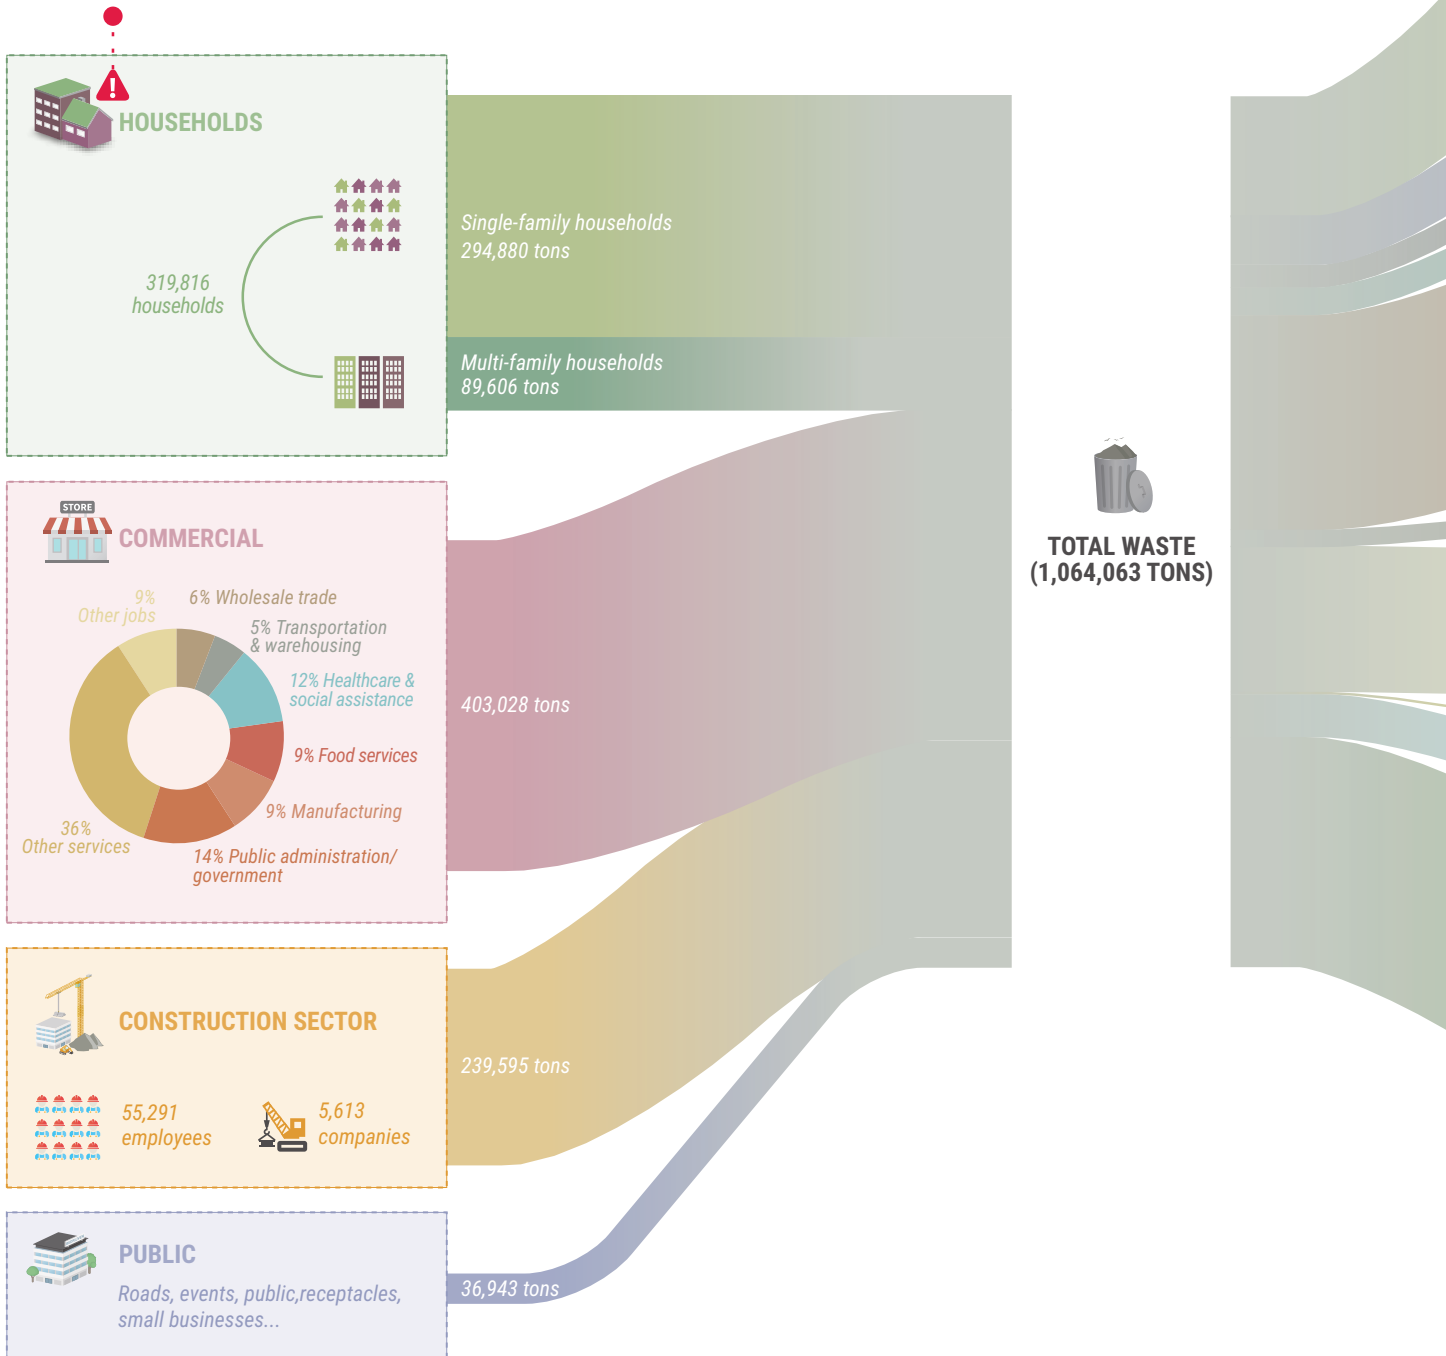 HOUSEHOLDS
319,816
households
Single-family households
294,880 tons
Multi-family households
89,606 tons
STORE
COMMERCIAL
9%
Other jobs
6% Wholesale trade
5% Transportation
& warehousing
12% Healthcare &
social assistance
9% Food services
9% Manufacturing
36%
Other services
14% Public administration/
government
403,028 tons
TOTAL WASTE
(1,064,063 TONS)
CONSTRUCTION SECTOR
55,291
employees
5,613
companies
239,595 tons
PUBLIC
Roads, events, public,receptacles,
small businesses...
36,943 tons